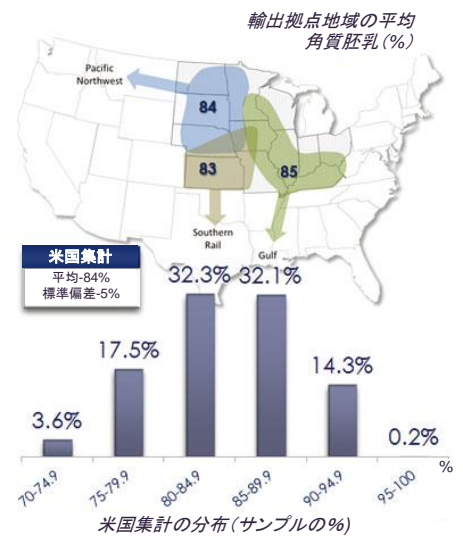 輸出拠点地域の平均
角質胚乳(%)
Pacific
Northwest
84
83
85
Southern
Rail
Gulf
米国集計
平均-84%
標準偏差-5%
32.3% 32.1%
17.5%
14.3%
3.6%
0.2%
%
70-74.9 75-79.9 80-84.9 85-89.9 90-94.9 95-100
米国集計の分布(サンプルの%)